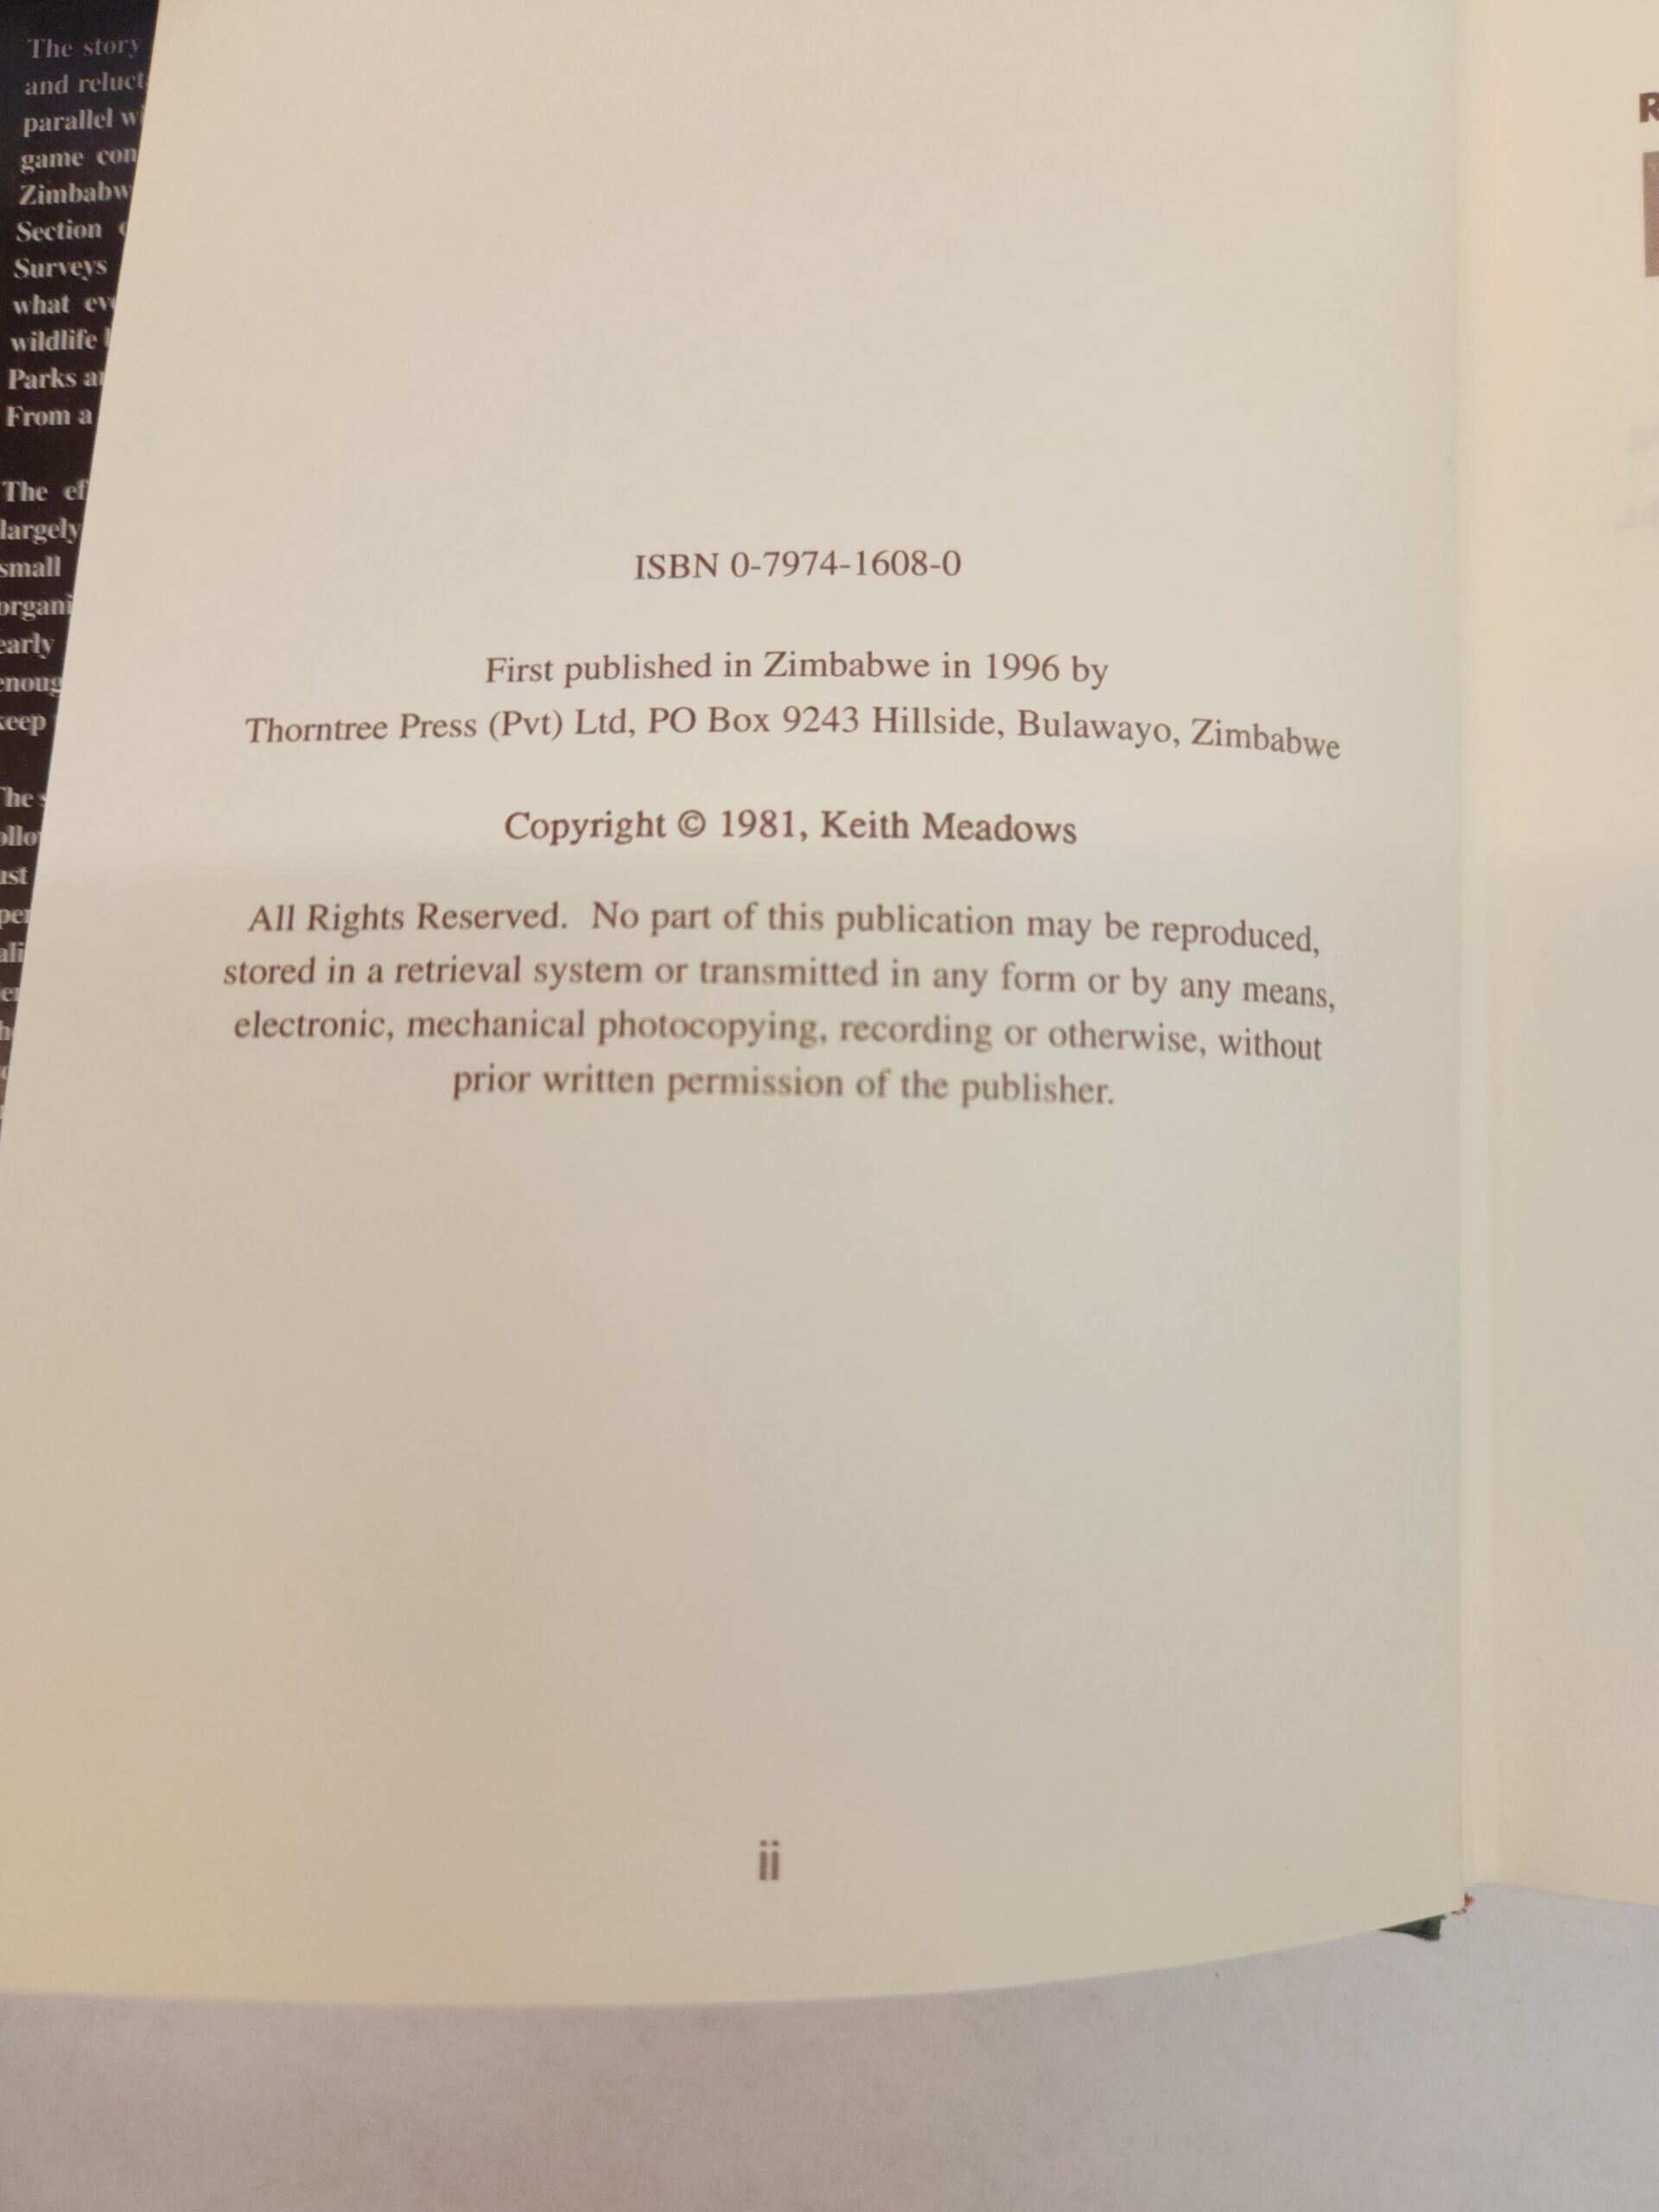 The story
and
parallel
game
Zimbabw
Section
Surveys
what
wildlife
Parks
From a
The
largely
small
early
keep
ISBN 0-7974-1608-0
First published in Zimbabwe in 1996 by
Thorntree Press (Pvt) Ltd, PO Box 9243 Hillside, Bulawayo, Zimbabwe
Copyright © 1981, Keith Meadows
All Rights Reserved. No part of this publication may be reproduced,
stored in a retrieval system or transmitted in any form or by any means,
electronic, mechanical photocopying, recording or otherwise, without
prior written permission of the publisher.
ii
R